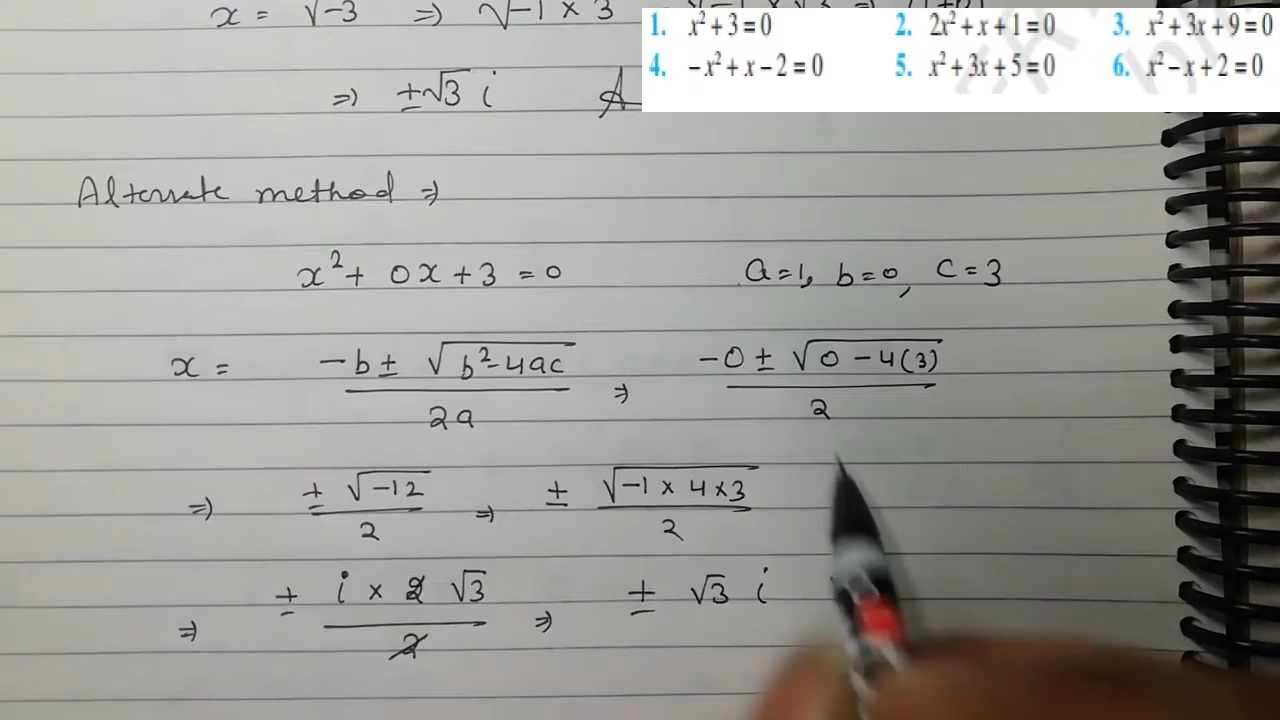 x = √-3 ⇒ √-1 × 3
⇒ ±√3 i
1. x²+3=0 2. 2x²+x+1=0 3. x²+3x+9=0
4. -x²+x-2=0 5. x²+3x+5=0 6. x²-x+2=0
Alternate method ⇒
x² + 0x + 3 = 0 a=1, b=0, c=3
x = (-b ± √(b²-4ac))/2a ⇒ (-0 ± √(0 - 4(3)))/2
⇒ ± √(-12)/2 ⇒ ± √(-1 × 4 × 3)/2
⇒ ± (i × 2 √3)/2 ⇒ ± √3 i